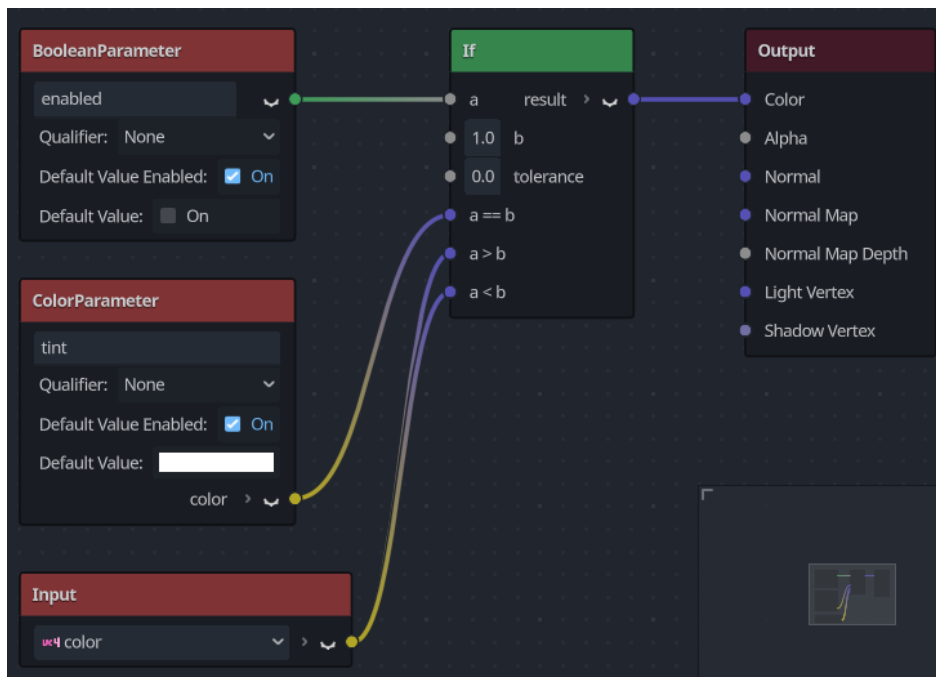 BooleanParameter
enabled
Qualifier: None
Default Value Enabled: On
Default Value: On
ColorParameter
tint
Qualifier: None
Default Value Enabled: On
Default Value:
color
Input
color
If
a result
1.0 b
0.0 tolerance
a == b
a > b
a < b
Output
Color
Alpha
Normal
Normal Map
Normal Map Depth
Light Vertex
Shadow Vertex